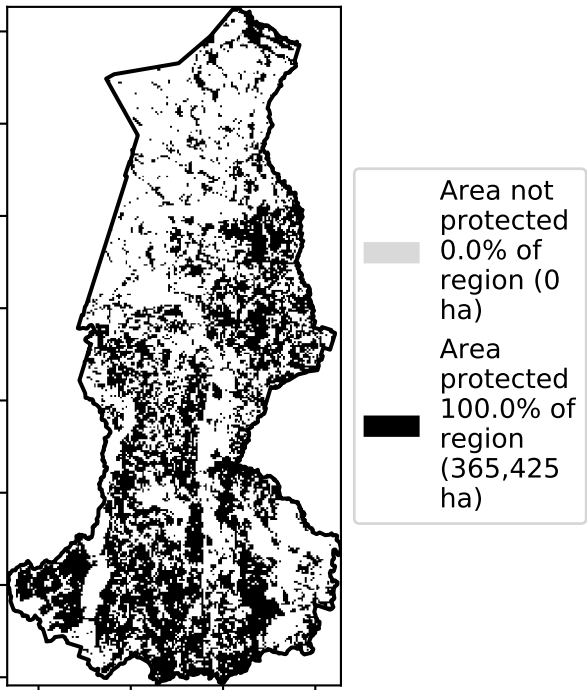 Area not
protected
0.0% of
region (0
ha)
Area
protected
100.0% of
region
(365,425
ha)